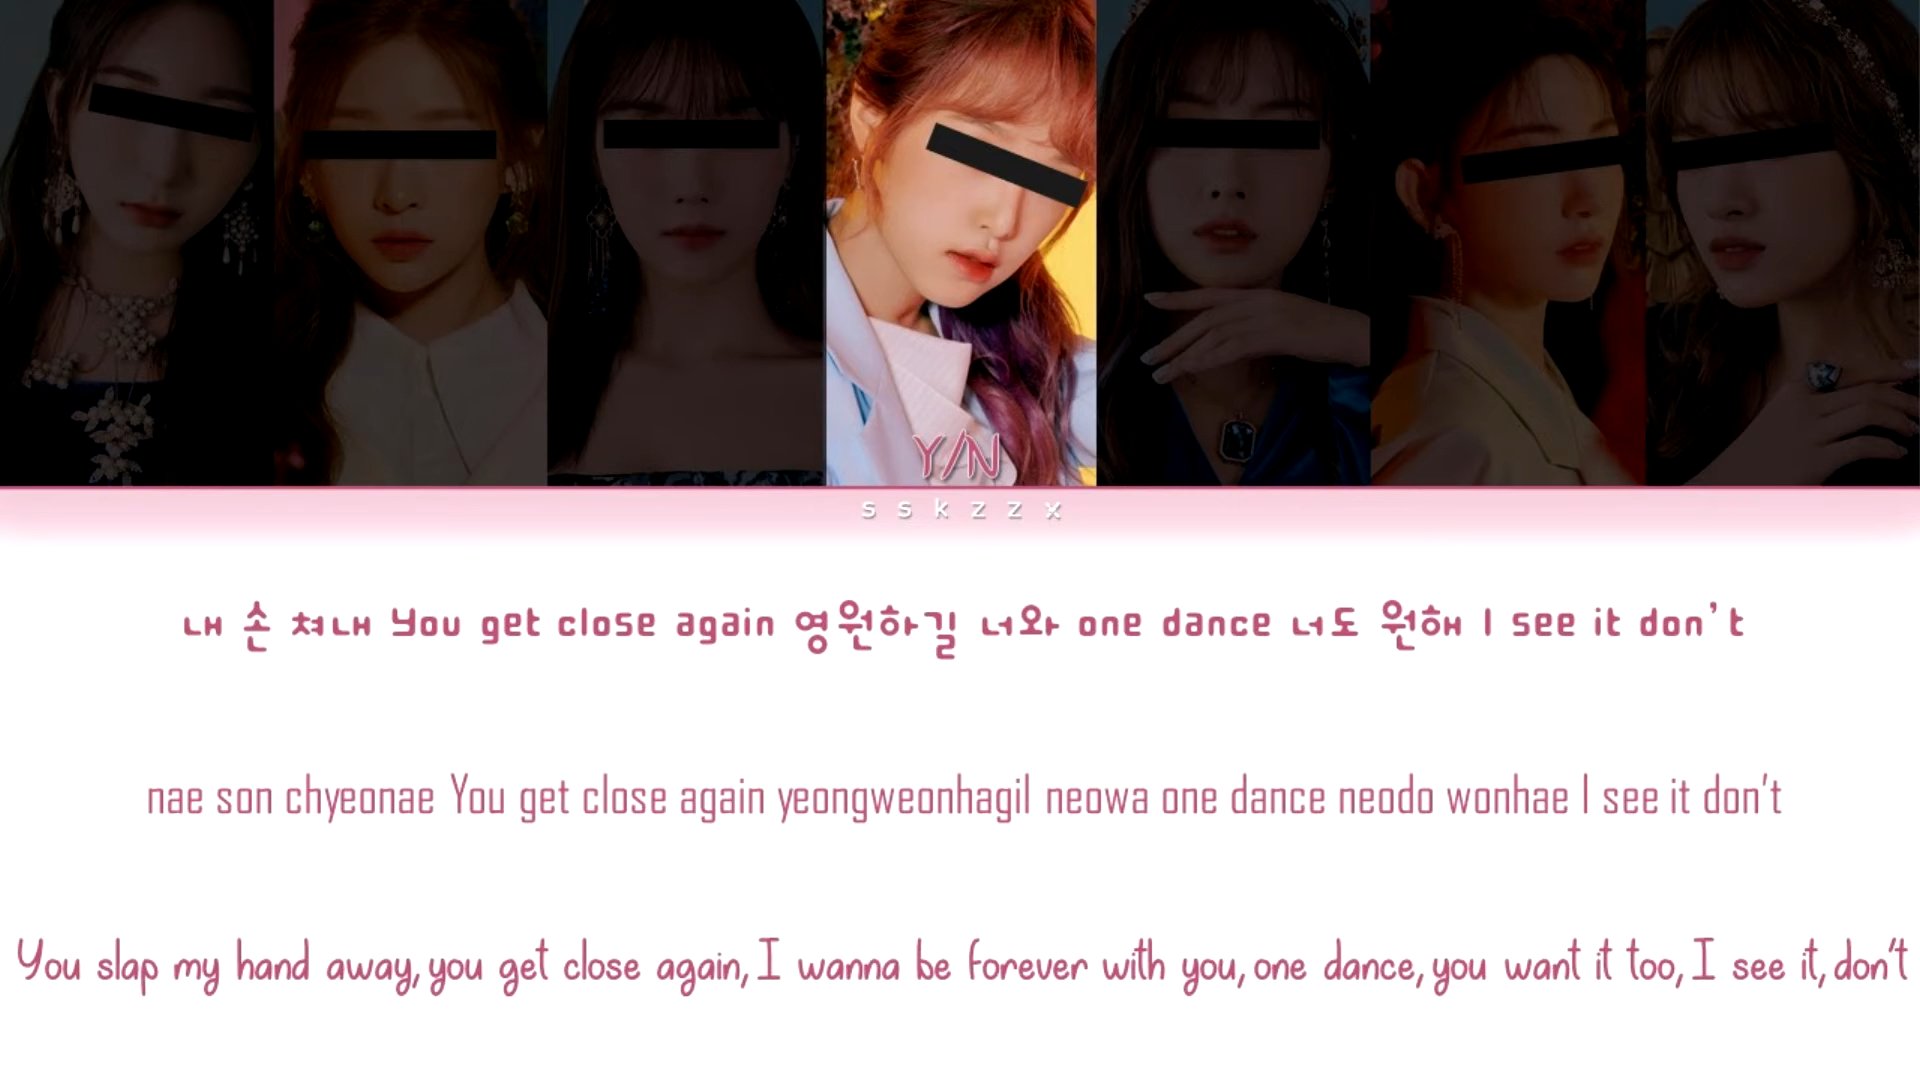 Y/N
sskzzx
내 손 쳐내 You get close again 영원하길 너와 one dance 너도 원해 I see it don't
nae son chyeonae You get close again yeongweonhagil neowa one dance neodo wonhae I see it don't
You slap my hand away, you get close again, I wanna be forever with you, one dance, you want it too, I see it, don't